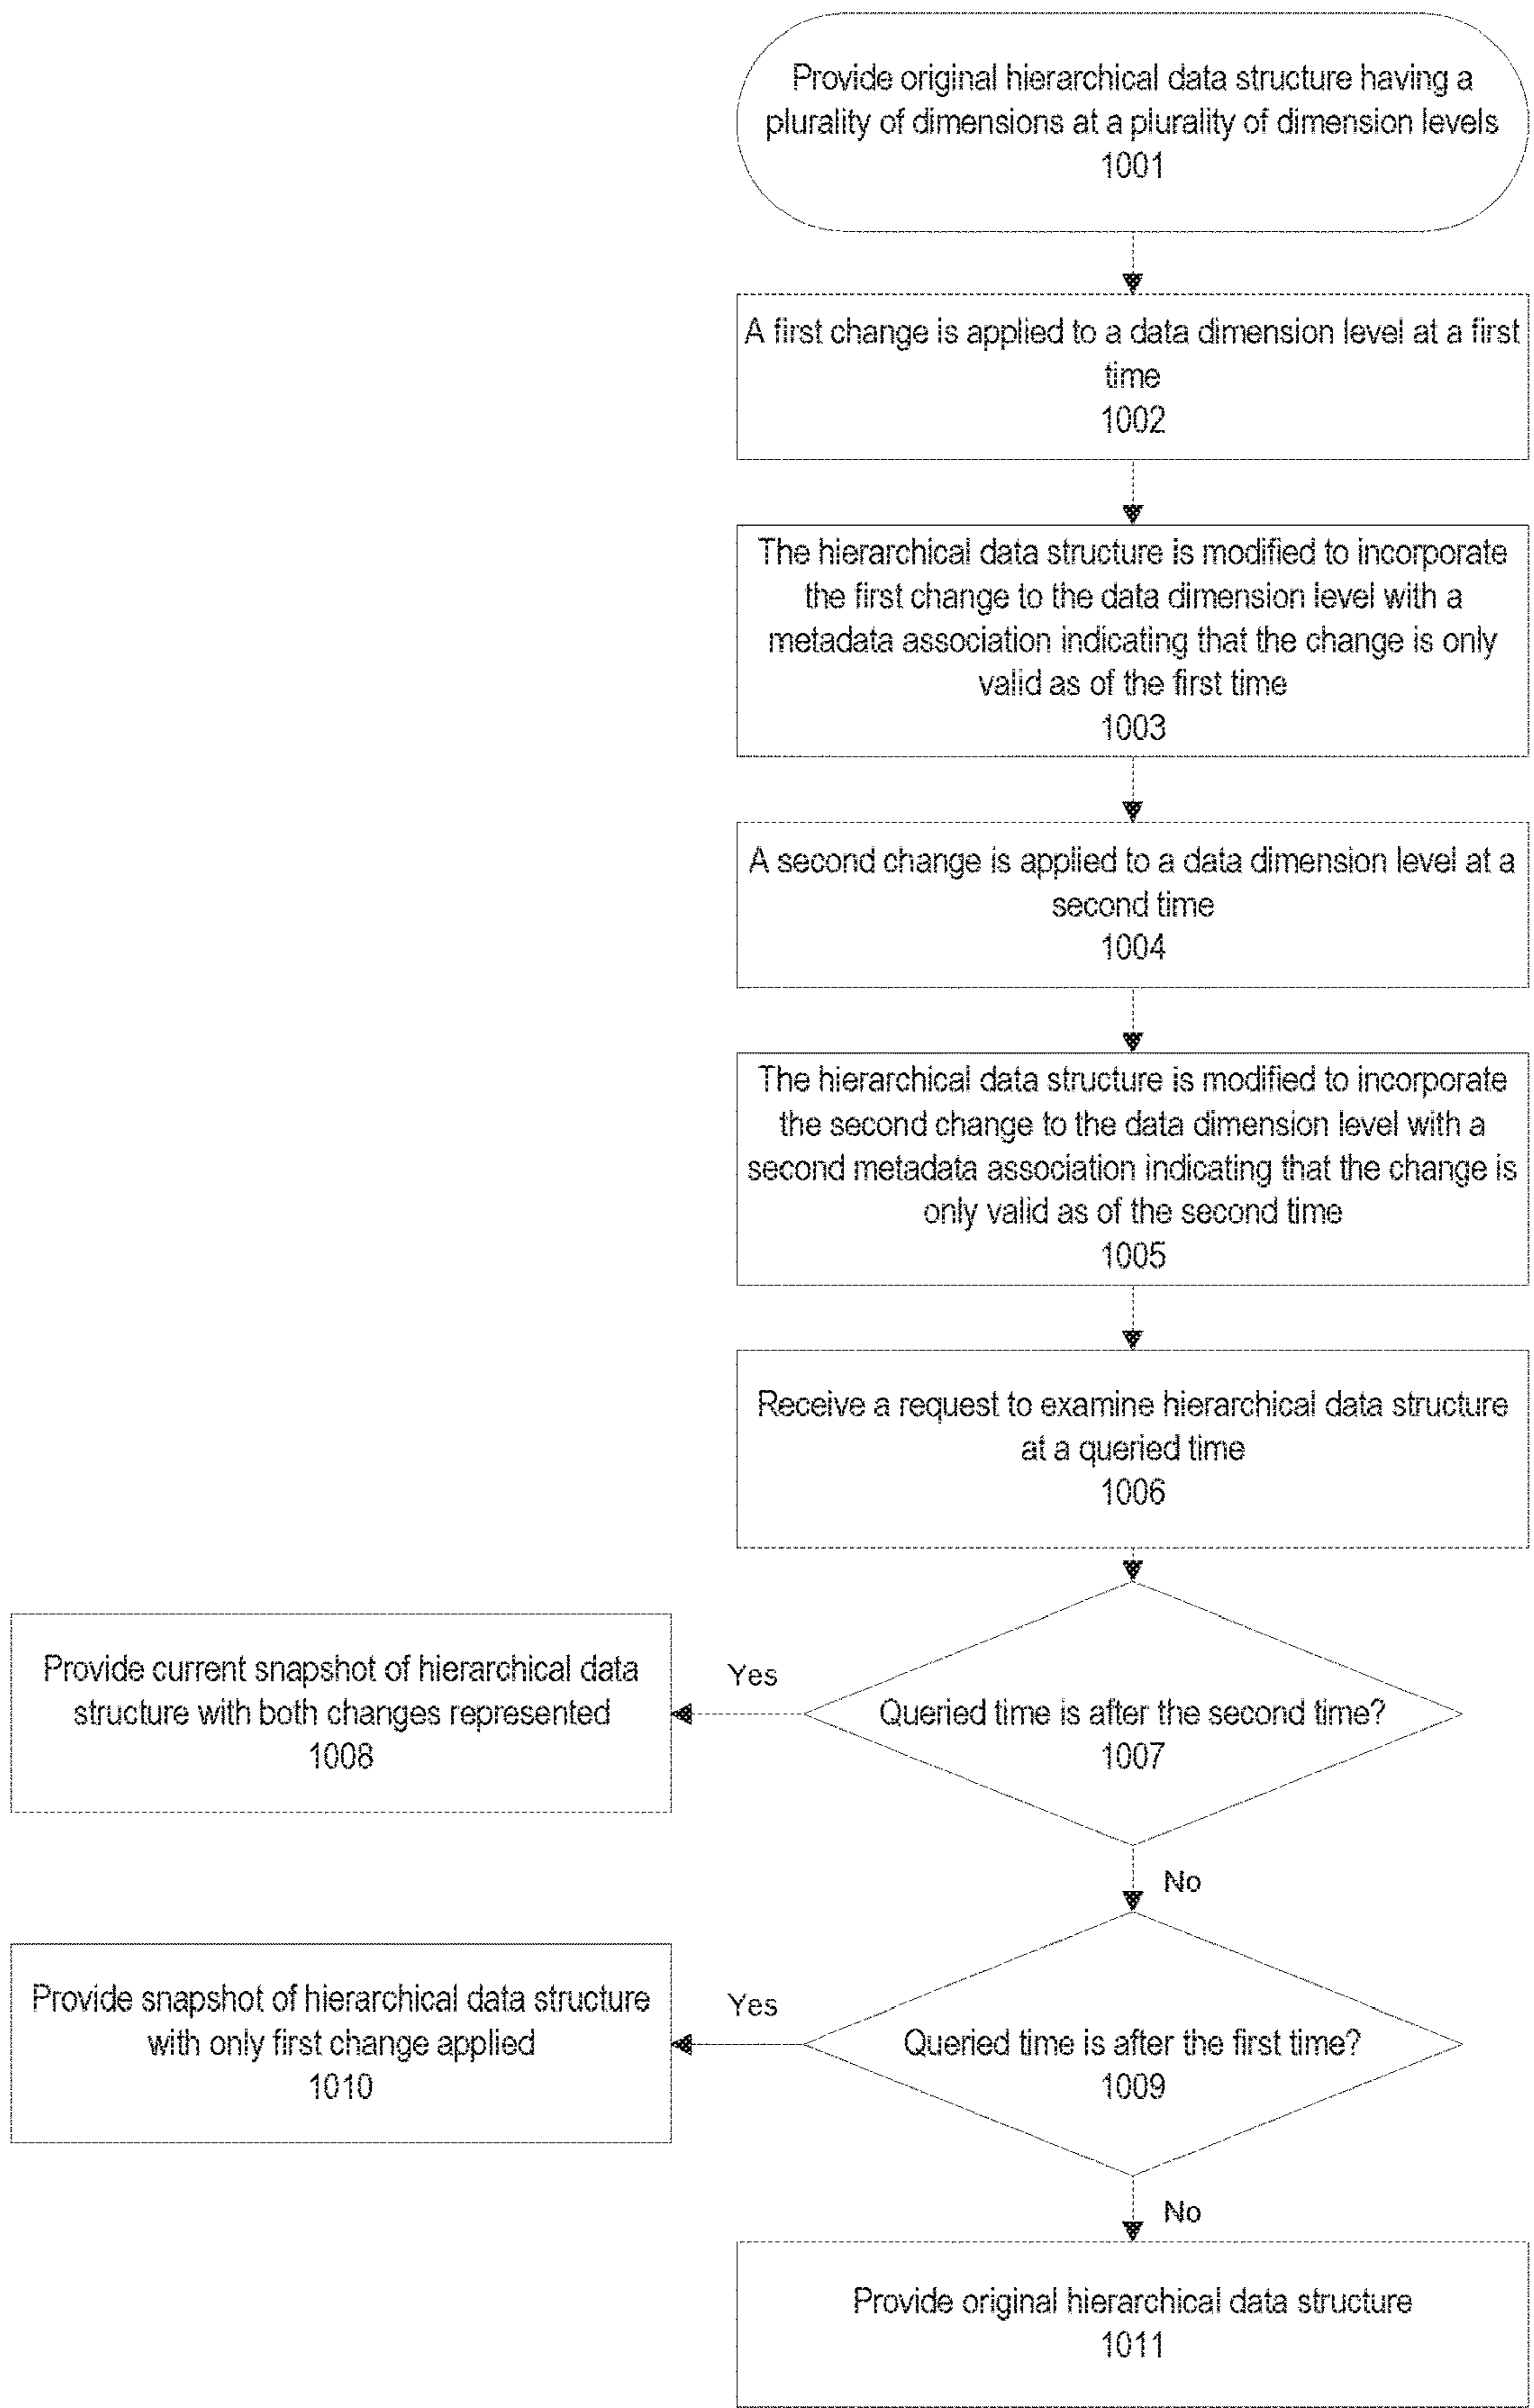 Provide original hierarchical data structure having a
plurality of dimensions at a plurality of dimension levels
1001
A first change is applied to a data dimension level at a first
time
1002
The hierarchical data structure is modified to incorporate
the first change to the data dimension level with a
metadata association indicating that the change is only
valid as of the first time
1003
A second change is applied to a data dimension level at a
second time
1004
The hierarchical data structure is modified to incorporate
the second change to the data dimension level with a
second metadata association indicating that the change is
only valid as of the second time
1005
Receive a request to examine hierarchical data structure
at a queried time
1006
Queried time is after the second time?
1007
Yes
Provide current snapshot of hierarchical data
structure with both changes represented
1008
No
Queried time is after the first time?
1009
Yes
Provide snapshot of hierarchical data structure
with only first change applied
1010
No
Provide original hierarchical data structure
1011